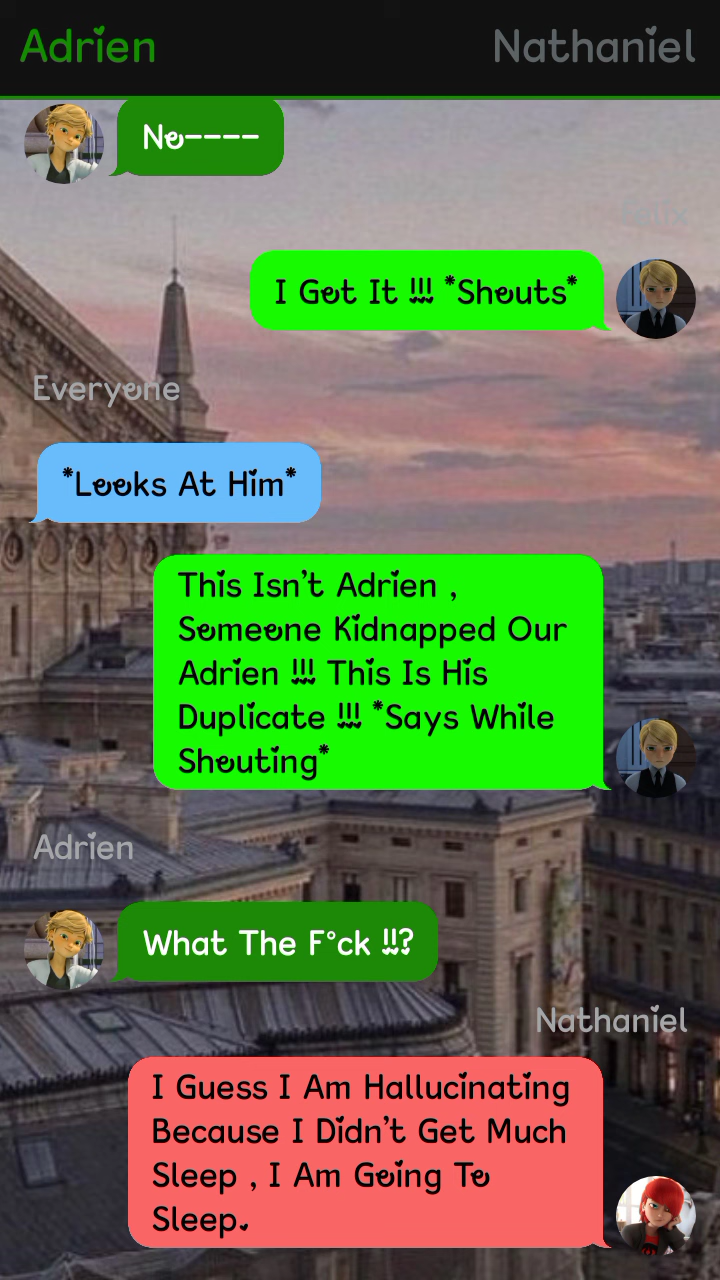 Adrien
Nathaniel
No----
Felix
I Got It !!! *Shouts*
Everyone
*Looks At Him*
This Isn't Adrien ,
Someone Kidnapped Our
Adrien !!! This Is His
Duplicate !!! *Says While
Shouting*
Adrien
What The F°ck !!?
Nathaniel
I Guess I Am Hallucinating
Because I Didn't Get Much
Sleep , I Am Going To
Sleep.